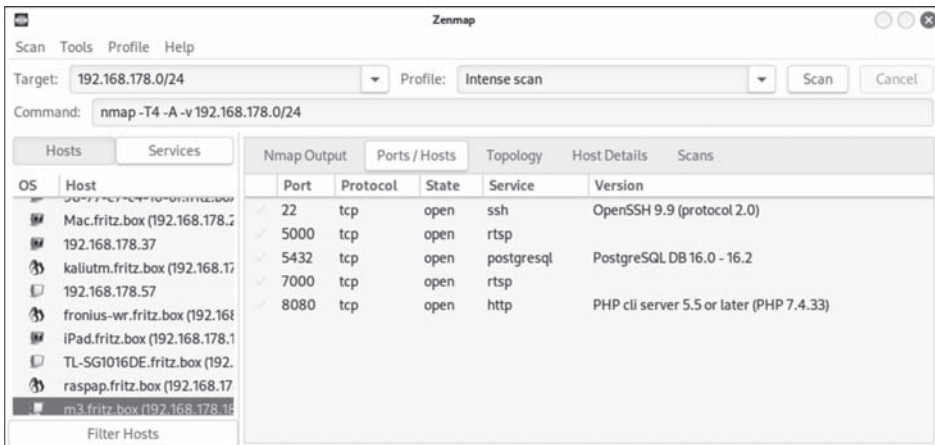 Zenmap
Scan Tools Profile Help
Target: 192.168.178.0/24 Profile: Intense scan Scan Cancel
Command: nmap -T4 -A -v 192.168.178.0/24
Hosts Services
OS Host
Mac.fritz.box (192.168.178.2
192.168.178.37
kaliutm.fritz.box (192.168.17
192.168.178.57
fronius-wr.fritz.box (192.168
iPad.fritz.box (192.168.178.1
TL-SG1016DE.fritz.box (192.
raspap.fritz.box (192.168.17
m3.fritz.box (192.168.178.18
Filter Hosts
Nmap Output Ports / Hosts Topology Host Details Scans
Port Protocol State Service Version
22 tcp open ssh OpenSSH 9.9 (protocol 2.0)
5000 tcp open rtsp
5432 tcp open postgresql PostgreSQL DB 16.0 - 16.2
7000 tcp open rtsp
8080 tcp open http PHP cli server 5.5 or later (PHP 7.4.33)